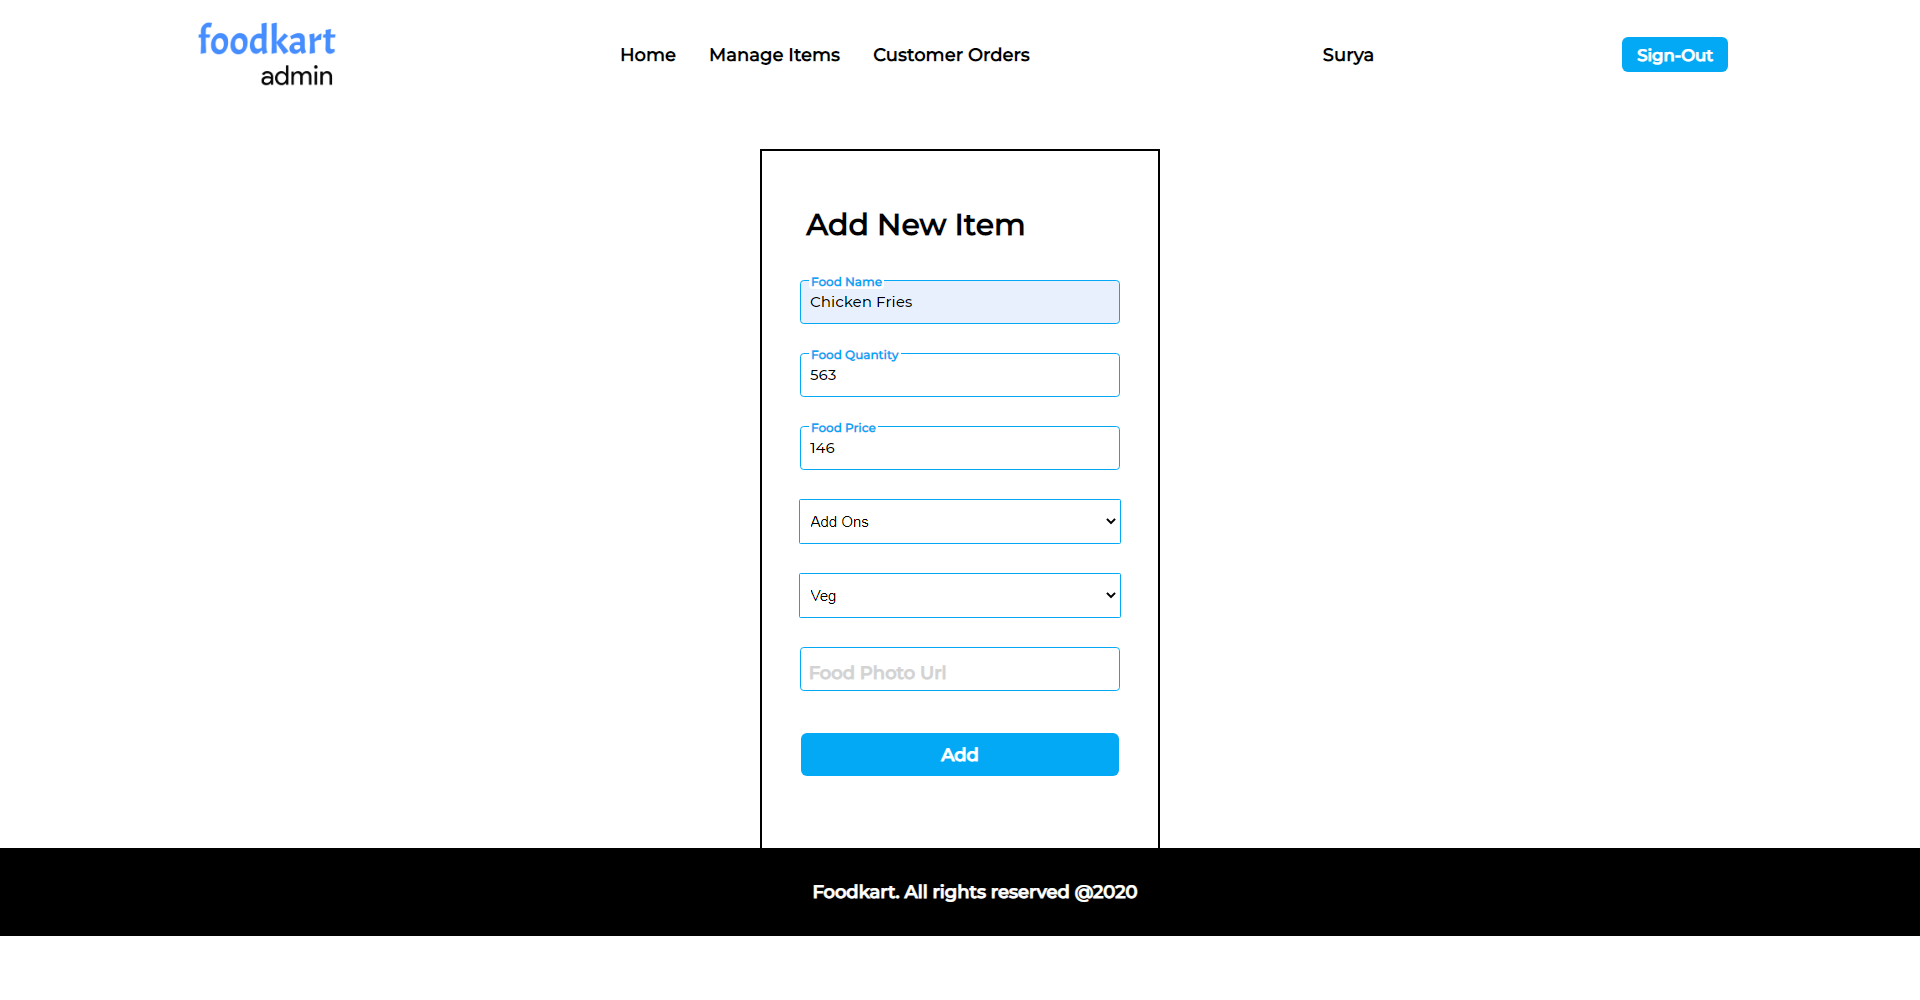 foodkart
admin
Home Manage Items Customer Orders Surya Sign-Out
Add New Item
Food Name
Chicken Fries
Food Quantity
563
Food Price
146
Add Ons
Veg
Food Photo Url
Add
Foodkart. All rights reserved @2020